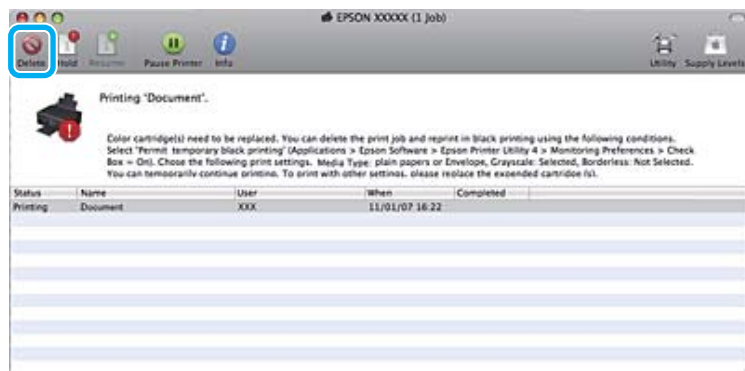 EPSON XXXXX (1 Job)
Delete Hold Resume Pause Printer Info Utility Supply Levels
Printing "Document".
Color cartridge(s) need to be replaced. You can delete the print job and reprint in black printing using the following conditions.
Select "Permit temporary black printing" (Applications > Epson Software > Epson Printer Utility 4 > Monitoring Preferences > Check
Box = On). Chose the following print settings. Media Type: plain papers or Envelope, Grayscale: Selected, Borderless: Not Selected.
You can temporarily continue printing. To print with other settings, please replace the expended cartridge (s).
Status Name User When Completed
Printing Document XXX 11/01/07 16:22